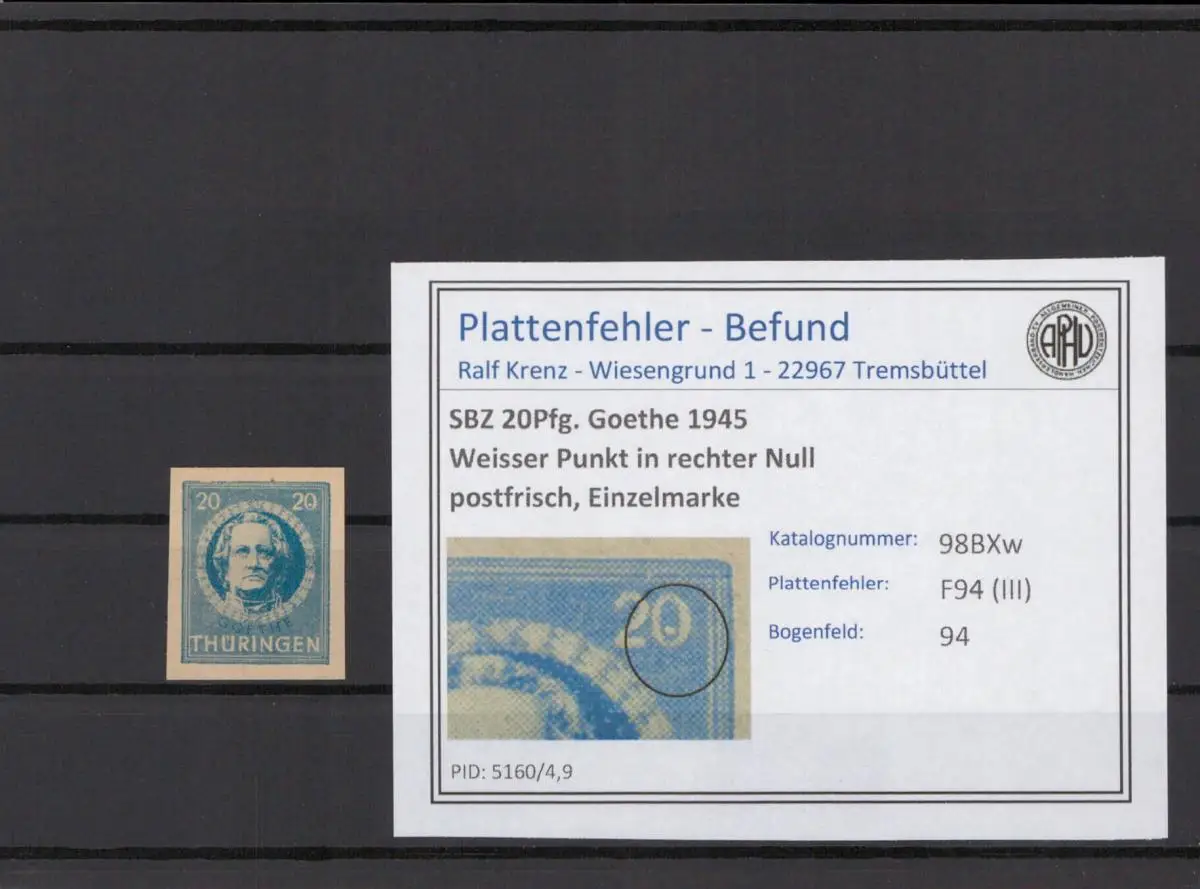 20 20
GOETHE
THÜRINGEN
Plattenfehler - Befund
Ralf Krenz - Wiesengrund 1 - 22967 Tremsbüttel
APHV
SBZ 20Pfg. Goethe 1945
Weisser Punkt in rechter Null
postfrisch, Einzelmarke
20
Katalognummer: 98BXw
Plattenfehler: F94 (III)
Bogenfeld: 94
PID: 5160/4,9